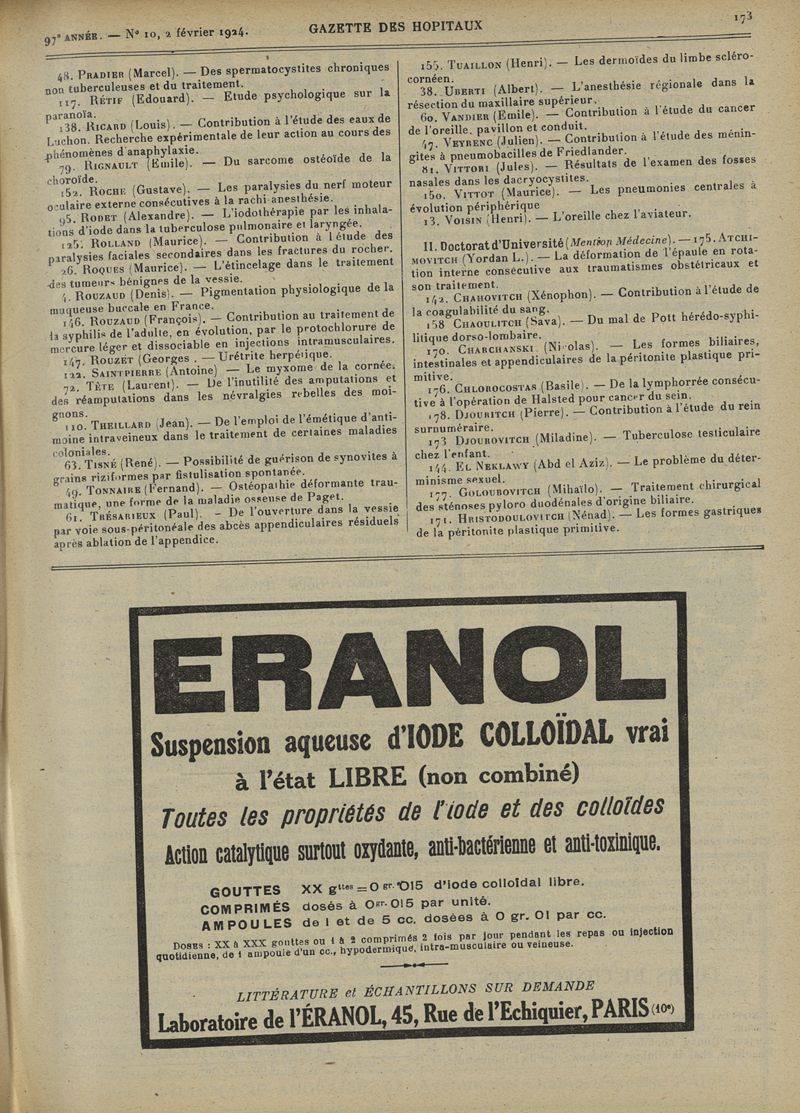 97e ANNÉE. — No 10, 2 février 1924.
GAZETTE DES HOPITAUX
173
48. PRADIER (Marcel). — Des spermatocystites chroniques
non tuberculeuses et du traitement.
117. RÉTIF (Edouard). — Etude psychologique sur la
paranoïa.
138. RICARD (Louis). — Contribution à l'étude des eaux de
Luchon. Recherche expérimentale de leur action au cours des
phénomènes d'anaphylaxie.
79. RIGNAULT (Emile). — Du sarcome ostéoïde de la
choroïde.
152. ROCHE (Gustave). — Les paralysies du nerf moteur
oculaire externe consécutives à la rachi-anesthésie.
95. RODET (Alexandre). — L'iodothérapie par les inhala-
tions d'iode dans la tuberculose pulmonaire et laryngée.
125. ROLLAND (Maurice). — Contribution à l'étude des
paralysies faciales secondaires dans les fractures du rocher.
26. ROQUES (Maurice). — L'étincelage dans le traitement
des tumeurs bénignes de la vessie.
4. ROUZAUD (Denis). — Pigmentation physiologique de la
muqueuse buccale en France.
146. ROUZAUD (François). — Contribution au traitement de
la syphilis de l'adulte, en évolution, par le protochlorure de
mercure léger et dissociable en injections intramusculaires.
147. ROUZET (Georges . — Urétrite herpétique.
122. SAINTPIERRE (Antoine) — Le myxome de la cornée.
72. TÊTE (Laurent). — De l'inutilité des amputations et
des réamputations dans les névralgies rebelles des moi-
gnons.
110. THEILLARD (Jean). — De l'emploi de l'émétique d'anti-
moine intraveineux dans le traitement de certaines maladies
coloniales.
63. TISNÉ (René). — Possibilité de guérison de synovites à
grains riziformes par fistulisation spontanée.
49. TONNAIRE (Fernand). — Ostéopathie déformante trau-
matique, une forme de la maladie osseuse de Paget.
61. TRÉSARIEUX (Paul). - De l'ouverture dans la vessie
par voie sous-péritonéale des abcès appendiculaires résiduels
après ablation de l'appendice.
155. TUAILLON (Henri). — Les dermoïdes du limbe scléro-
cornéen.
38. UBERTI (Albert). — L'anesthésie régionale dans la
résection du maxillaire supérieur.
60. VANDIER (Emile). — Contribution à l'étude du cancer
de l'oreille, pavillon et conduit.
47. VEYRENC (Julien). — Contribution à l'étude des ménin-
gites à pneumobacilles de Friedlander.
81. VITTORI (Jules). — Résultats de l'examen des fosses
nasales dans les dacryocystites.
150. VITTOT (Maurice). — Les pneumonies centrales à
évolution périphérique
13. VOISIN (Henri). — L'oreille chez l'aviateur.
II. Doctorat d'Université (Mention Médecine). — 175. ATCHI-
MOVITCH (Yordan L.). — La déformation de l'épaule en rota-
tion interne consécutive aux traumatismes obstétricaux et
son traitement.
142. CHAHOVITCH (Xénophon). — Contribution à l'étude de
la coagulabilité du sang.
158 CHAOULITCH (Sava). — Du mal de Pott hérédo-syphi-
litique dorso-lombaire.
170. CHARCHANSKI (Nicolas). — Les formes biliaires,
intestinales et appendiculaires de la péritonite plastique pri-
mitive.
176. CHLOROCOSTAS (Basile). — De la lymphorrée consécu-
tive à l'opération de Halsted pour cancer du sein.
178. DJOURITCH (Pierre). — Contribution à l'étude du rein
surnuméraire.
173 DJOUROVITCH (Miladine). — Tuberculose testiculaire
chez l'enfant.
144. EL NEKLAWY (Abd el Aziz). — Le problème du déter-
minisme sexuel.
177. GOLOUBOVITCH (Mihaïlo). — Traitement chirurgical
des sténoses pyloro duodénales d'origine biliaire.
171. HRISTODOULOVITCH (Nénad). — Les formes gastriques
de la péritonite plastique primitive.
ERANOL
Suspension aqueuse d'IODE COLLOÏDAL vrai
à l'état LIBRE (non combiné)
Toutes les propriétés de l'iode et des colloïdes
Action catalytique surtout oxydante, anti-bactérienne et anti-toxinique.
GOUTTES XX gttes = 0 gr. 015 d'iode colloïdal libre.
COMPRIMÉS dosés à 0gr. 015 par unité.
AMPOULES de 1 et de 5 cc. dosées à 0 gr. 01 par cc.
DOSES : XX à XXX gouttes ou 1 à 2 comprimés 2 fois par jour pendant les repas ou injection
quotidienne, de 1 ampoule d'un cc., hypodermique, intra-musculaire ou veineuse.
LITTÉRATURE et ÉCHANTILLONS SUR DEMANDE
Laboratoire de l'ÉRANOL, 45, Rue de l'Echiquier, PARIS (10e)